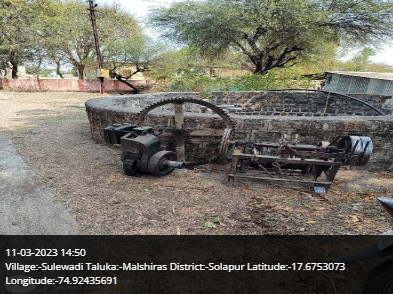 11-03-2023 14:50
Village:-Sulewadi Taluka:-Malshiras District:-Solapur Latitude:-17.6753073
Longitude:-74.92435691